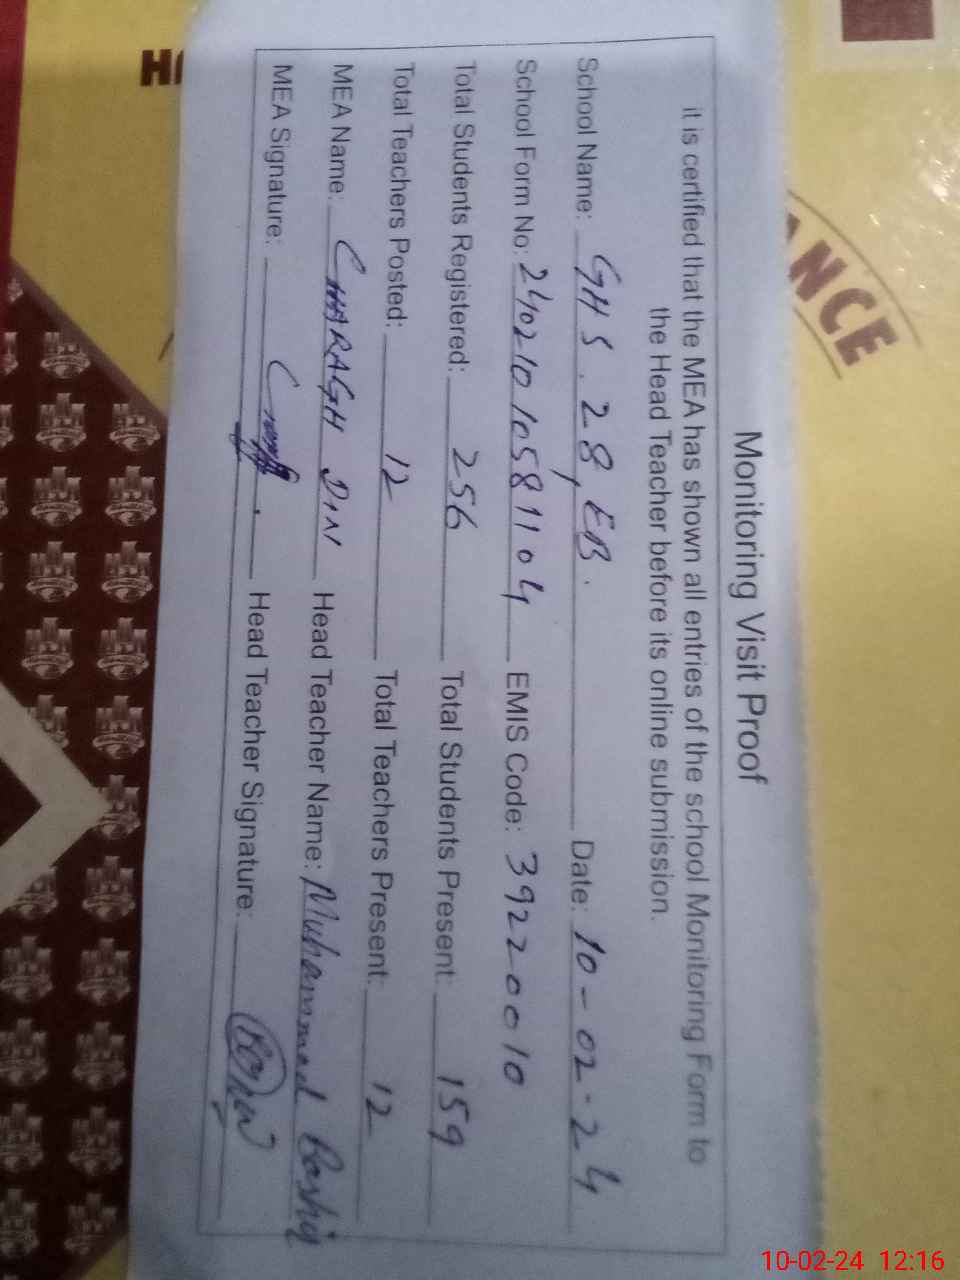 Monitoring Visit Proof
it is certified that the MEA has shown all entries of the school Monitoring Form to
the Head Teacher before its online submission.
School Name: GHS. 28/EB. Date: 10-02-24
School Form No: 2402101058 1104 EMIS Code: 39220010
Total Students Registered: 256 Total Students Present: 159
Total Teachers Posted: 12 Total Teachers Present: 12
MEA Name: CHARAGH DIN Head Teacher Name: Muhammad Bashir
MEA Signature: Head Teacher Signature:
ANCE
10-02-24 12:16